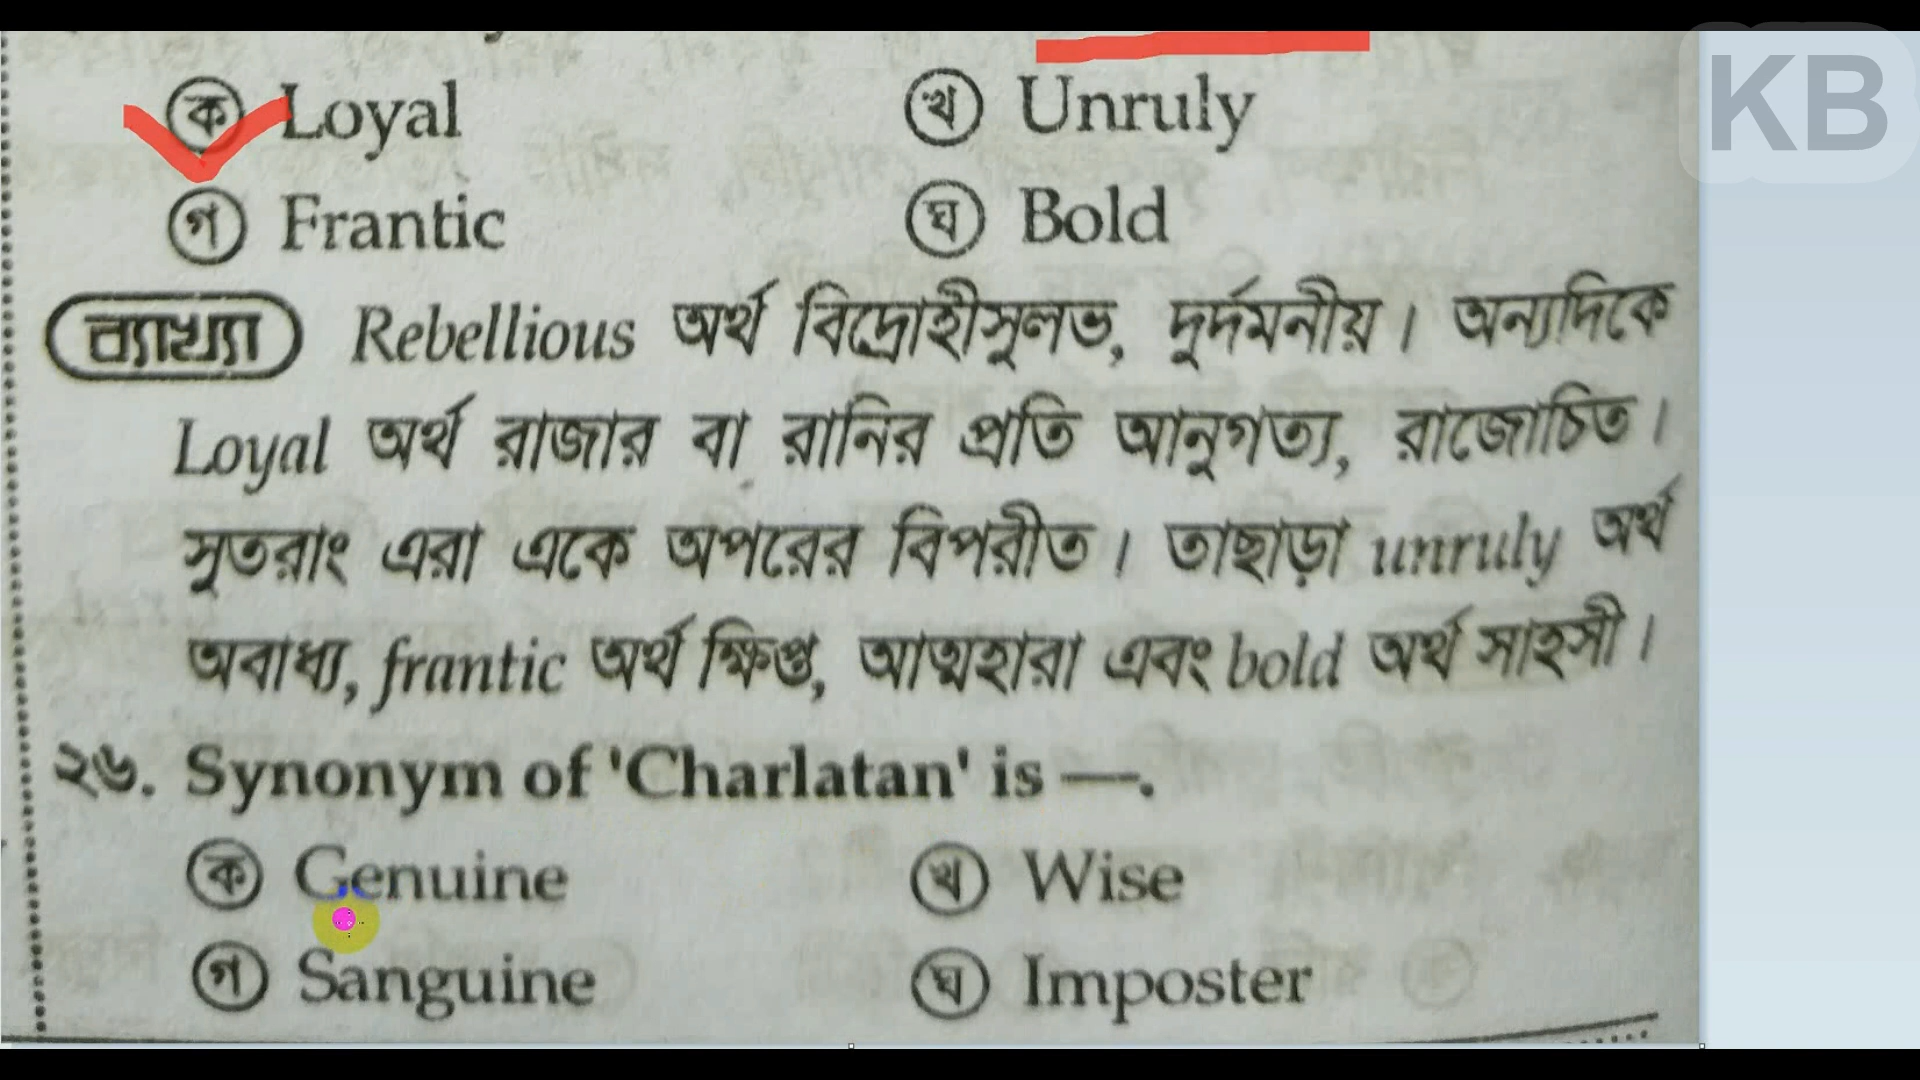 KB
ক Loyal
খ Unruly
গ Frantic
ঘ Bold
ব্যাখ্যা Rebellious অর্থ বিদ্রোহীসুলভ, দুর্দমনীয়। অন্যদিকে
Loyal অর্থ রাজার বা রানির প্রতি আনুগত্য, রাজোচিত।
সুতরাং এরা একে অপরের বিপরীত। তাছাড়া unruly অর্থ
অবাধ্য, frantic অর্থ ক্ষিপ্ত, আত্মহারা এবং bold অর্থ সাহসী।
২৬. Synonym of 'Charlatan' is —.
ক Genuine
খ Wise
গ Sanguine
ঘ Imposter